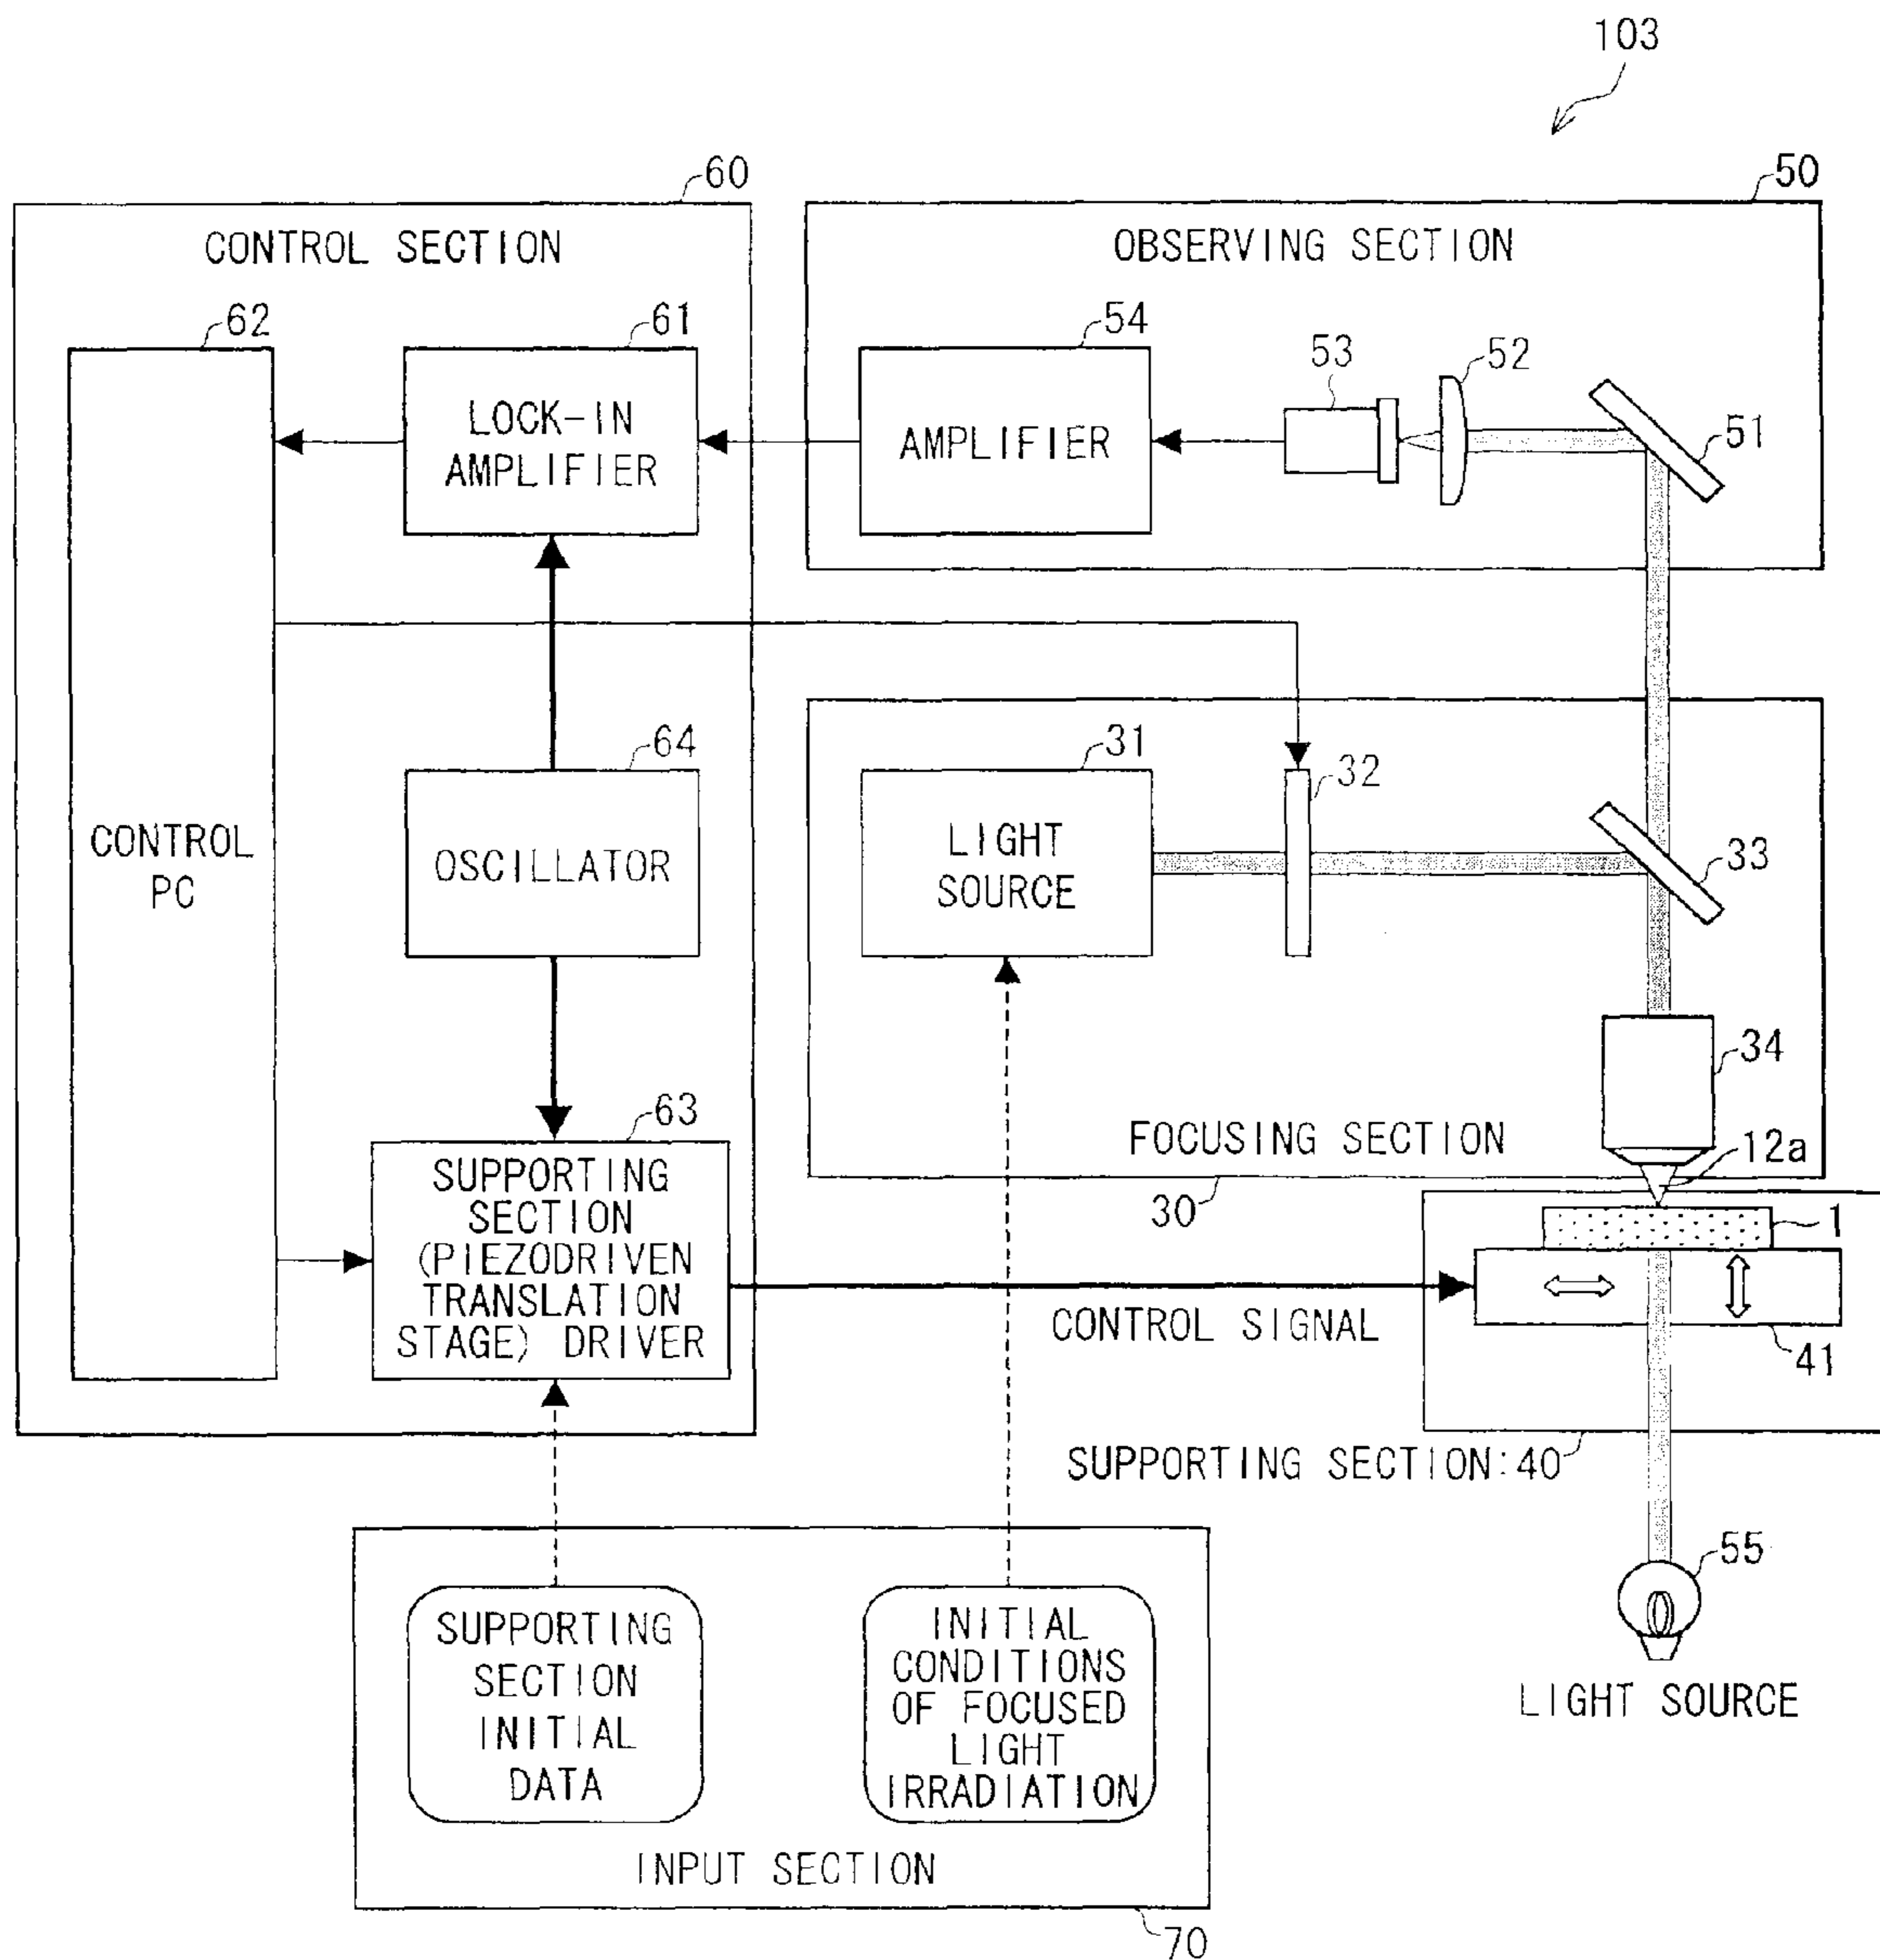 103
60
50
CONTROL SECTION
OBSERVING SECTION
62
61
54
53
52
51
LOCK-IN
AMPLIFIER
AMPLIFIER
64
31
32
33
CONTROL
PC
OSCILLATOR
LIGHT
SOURCE
34
63
FOCUSING SECTION
12a
30
1
SUPPORTING
SECTION
(PIEZODRIVEN
TRANSLATION
STAGE) DRIVER
CONTROL SIGNAL
41
SUPPORTING SECTION:40
55
LIGHT SOURCE
SUPPORTING
SECTION
INITIAL
DATA
INITIAL
CONDITIONS
OF FOCUSED
LIGHT
IRRADIATION
INPUT SECTION
70